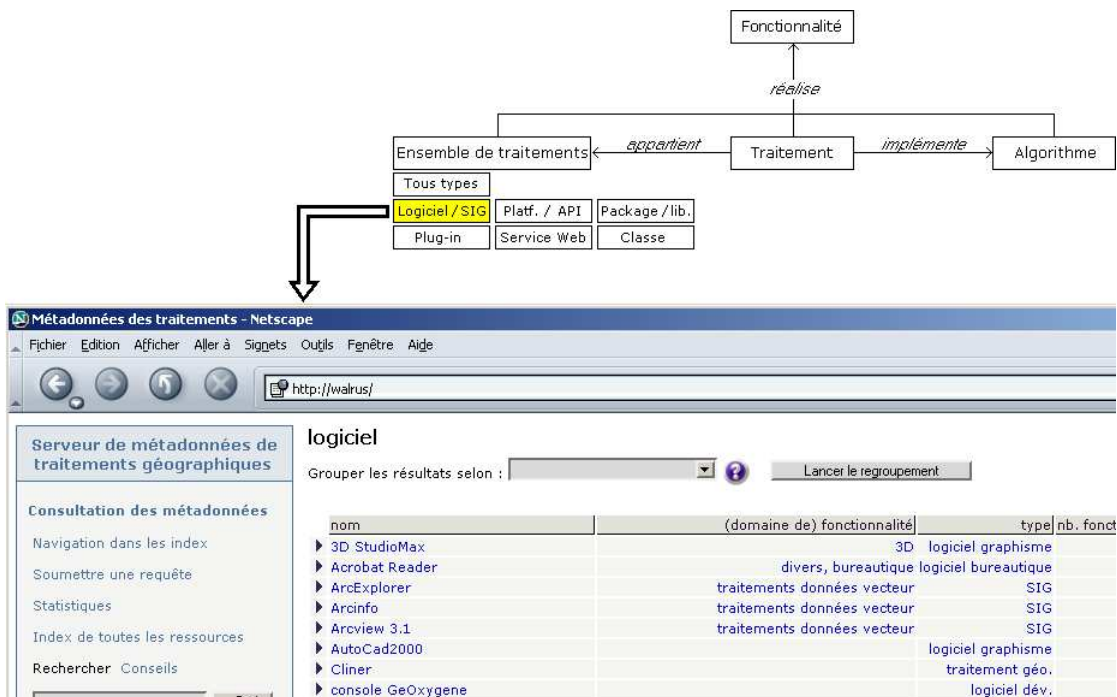 Fonctionnalité
réalise
Ensemble de traitements
appartient
Traitement
implémente
Algorithme
Tous types
Logiciel / SIG
Platf. / API
Package / lib.
Plug-in
Service Web
Classe
Métadonnées des traitements - Netscape
Fichier Edition Afficher Aller à Signets Outils Fenêtre Aide
http://walrus/
Serveur de métadonnées de
traitements géographiques
Consultation des métadonnées
Navigation dans les index
Soumettre une requête
Statistiques
Index de toutes les ressources
Rechercher Conseils
logiciel
Grouper les résultats selon : Lancer le regroupement
nom (domaine de) fonctionnalité type nb. fonct
3D StudioMax 3D logiciel graphisme
Acrobat Reader divers, bureautique logiciel bureautique
ArcExplorer traitements données vecteur SIG
Arcinfo traitements données vecteur SIG
Arcview 3.1 traitements données vecteur SIG
AutoCad2000 logiciel graphisme
Cliner traitement géo.
console GeOxygene logiciel dév.